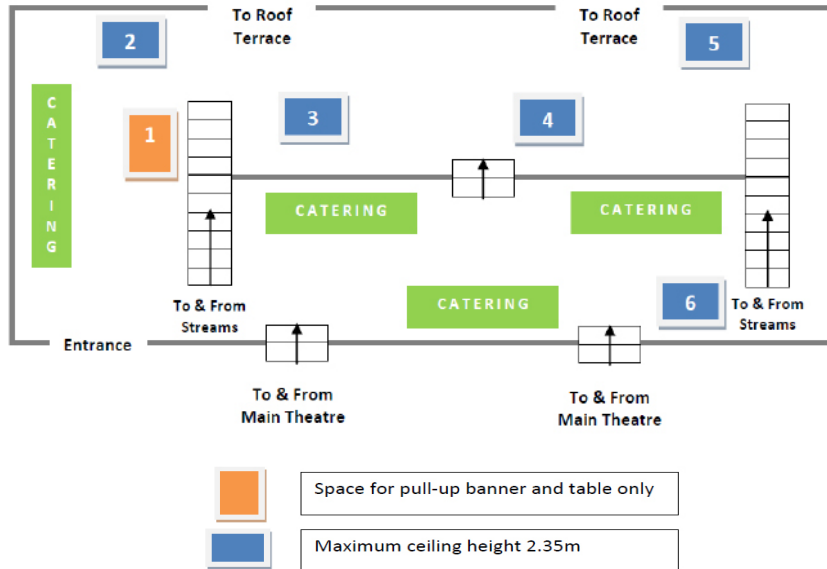 To Roof
Terrace
To Roof
Terrace
2
5
CATERING
1
3
4
CATERING
CATERING
CATERING
6
To & From
Streams
To & From
Streams
Entrance
To & From
Main Theatre
To & From
Main Theatre
Space for pull-up banner and table only
Maximum ceiling height 2.35m